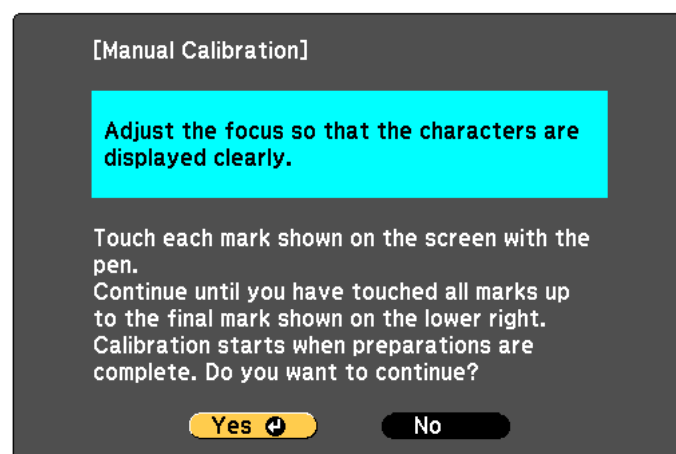 [Manual Calibration]
Adjust the focus so that the characters are
displayed clearly.
Touch each mark shown on the screen with the
pen.
Continue until you have touched all marks up
to the final mark shown on the lower right.
Calibration starts when preparations are
complete. Do you want to continue?
Yes No